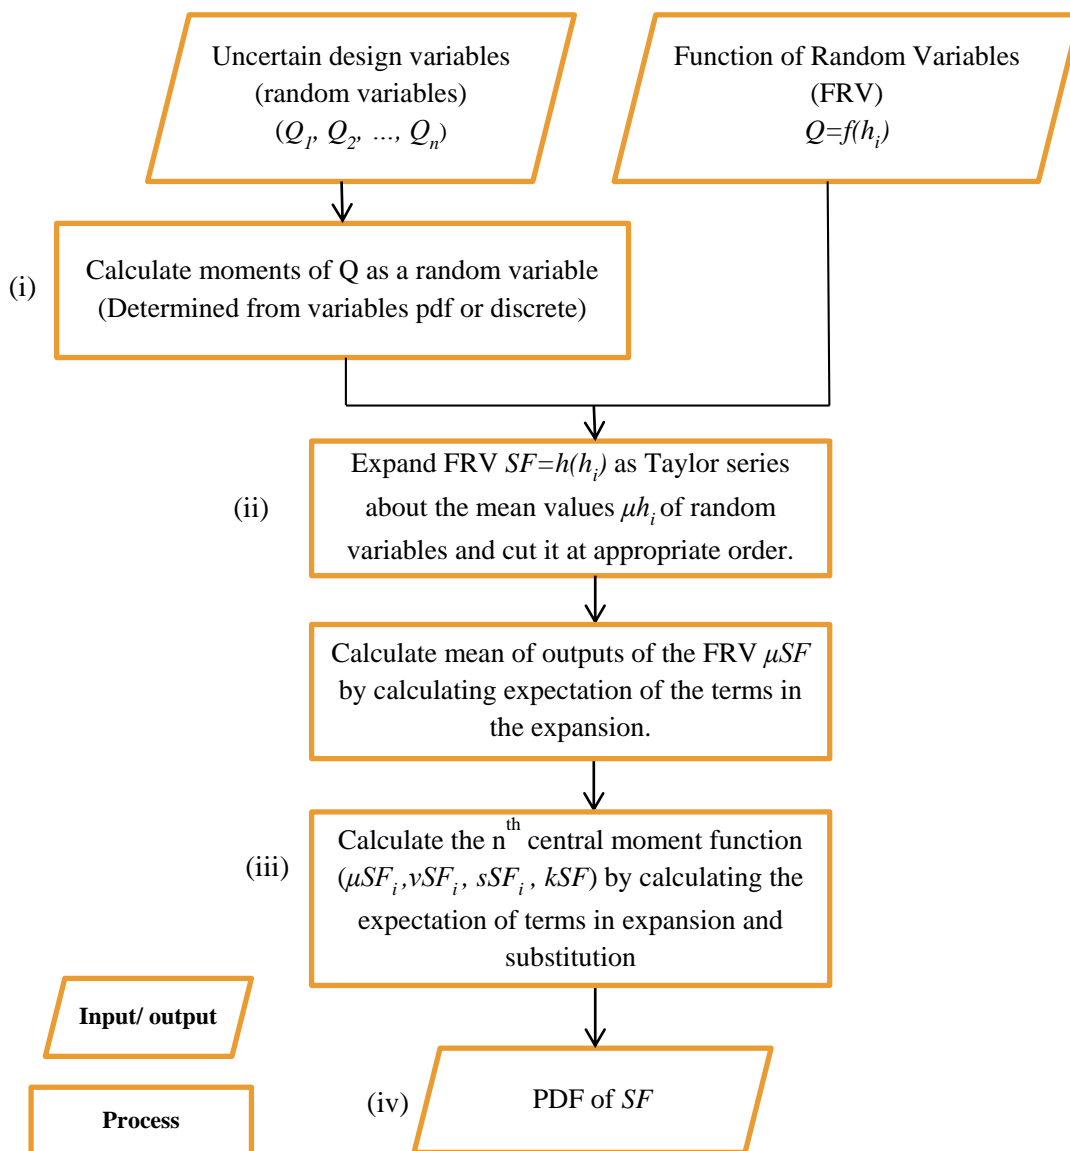 Uncertain design variables
(random variables)
(Q1, Q2, ..., Qn)
Function of Random Variables
(FRV)
Q=f(hi)
(i)
Calculate moments of Q as a random variable
(Determined from variables pdf or discrete)
(ii)
Expand FRV SF=h(hi) as Taylor series
about the mean values μhi of random
variables and cut it at appropriate order.
Calculate mean of outputs of the FRV μSF
by calculating expectation of the terms in
the expansion.
(iii)
Calculate the nth central moment function
(μSFi,vSFi, sSFi, kSF) by calculating the
expectation of terms in expansion and
substitution
Input/ output
(iv)
PDF of SF
Process